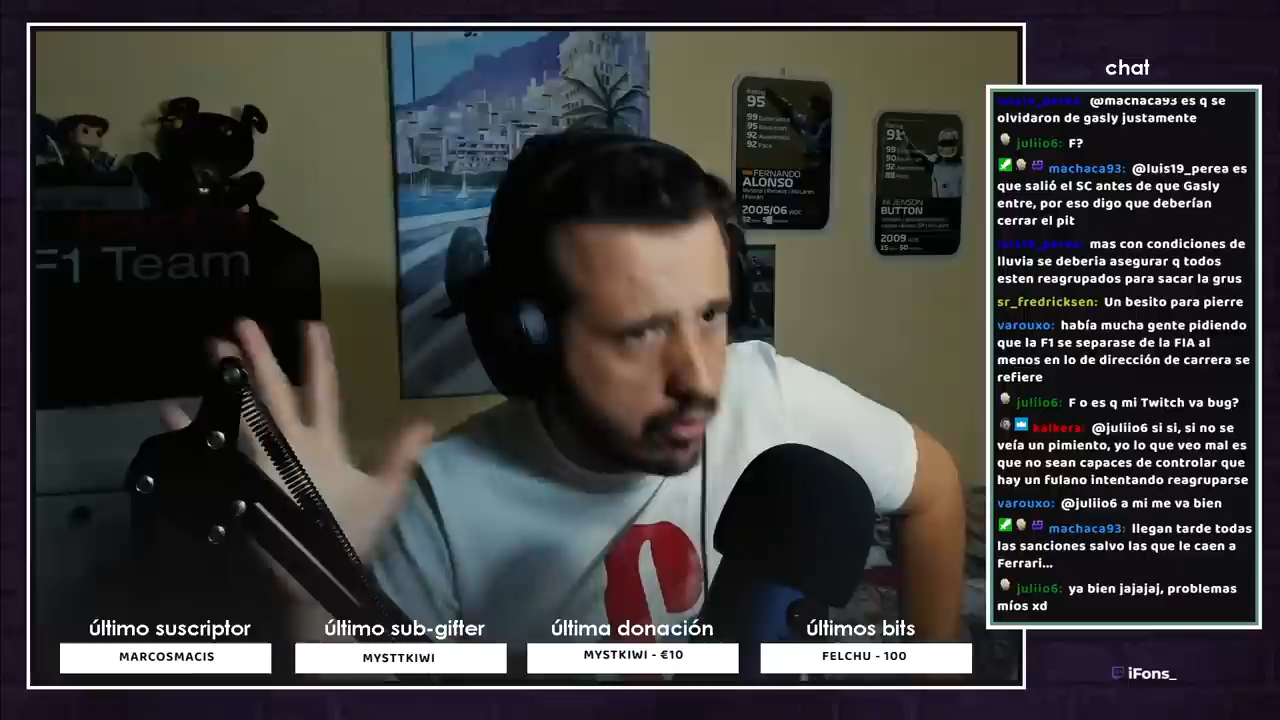 chat
@machaca93 es q se
olvidaron de gasly justamente
juliio6: F?
machaca93: @luis19_perea es
que salió el SC antes de que Gasly
entre, por eso digo que deberían
cerrar el pit
luis19_perea: mas con condiciones de
lluvia se deberia asegurar q todos
esten reagrupados para sacar la grus
sr_fredricksen: Un besito para pierre
varouxo: había mucha gente pidiendo
que la F1 se separase de la FIA al
menos en lo de dirección de carrera se
refiere
juliio6: F o es q mi Twitch va bug?
kalkera: @juliio6 si si, si no se
veía un pimiento, yo lo que veo mal es
que no sean capaces de controlar que
hay un fulano intentando reagruparse
varouxo: @juliio6 a mi me va bien
machaca93: llegan tarde todas
las sanciones salvo las que le caen a
Ferrari...
juliio6: ya bien jajajaj, problemas
míos xd
iFons_
F1 Team
95
FERNANDO
ALONSO
2005/06
91
JENSON
BUTTON
2009
último suscriptor
MARCOSMACIS
último sub-gifter
MYSTTKIWI
última donación
MYSTKIWI - €10
últimos bits
FELCHU - 100